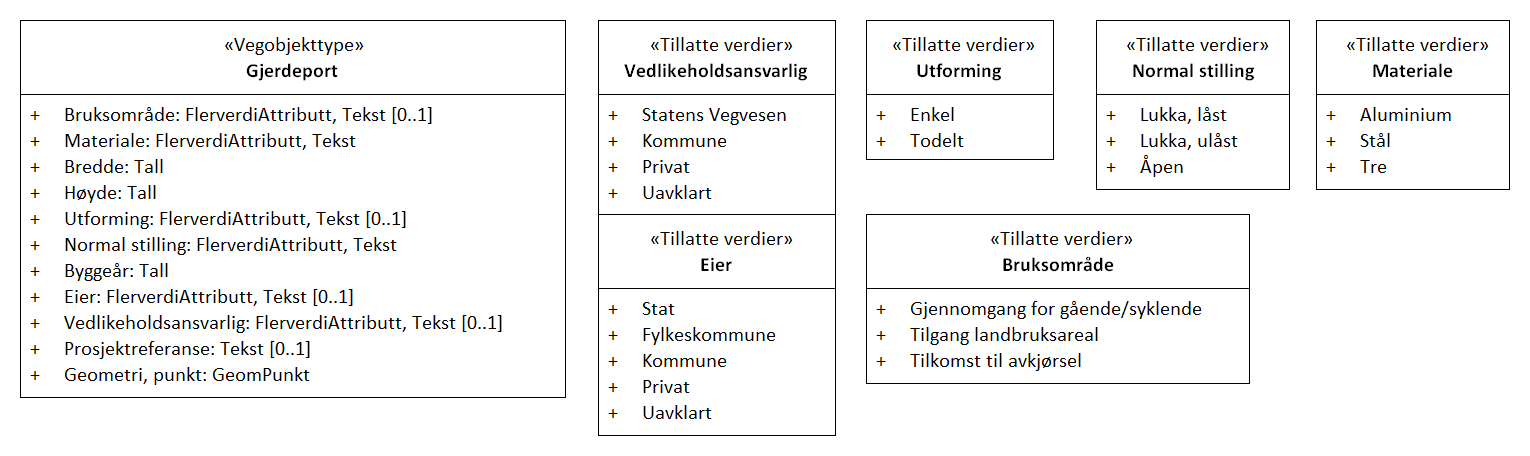 «Vegobjekttype»
Gjerdeport
+ Bruksområde: FlerverdiAttributt, Tekst [0..1]
+ Materiale: FlerverdiAttributt, Tekst
+ Bredde: Tall
+ Høyde: Tall
+ Utforming: FlerverdiAttributt, Tekst [0..1]
+ Normal stilling: FlerverdiAttributt, Tekst
+ Byggeår: Tall
+ Eier: FlerverdiAttributt, Tekst [0..1]
+ Vedlikeholdsansvarlig: FlerverdiAttributt, Tekst [0..1]
+ Prosjektreferanse: Tekst [0..1]
+ Geometri, punkt: GeomPunkt
«Tillatte verdier»
Vedlikeholdsansvarlig
+ Statens Vegvesen
+ Kommune
+ Privat
+ Uavklart
«Tillatte verdier»
Eier
+ Stat
+ Fylkeskommune
+ Kommune
+ Privat
+ Uavklart
«Tillatte verdier»
Utforming
+ Enkel
+ Todelt
«Tillatte verdier»
Normal stilling
+ Lukka, låst
+ Lukka, ulåst
+ Åpen
«Tillatte verdier»
Materiale
+ Aluminium
+ Stål
+ Tre
«Tillatte verdier»
Bruksområde
+ Gjennomgang for gående/syklende
+ Tilgang landbruksareal
+ Tilkomst til avkjørsel